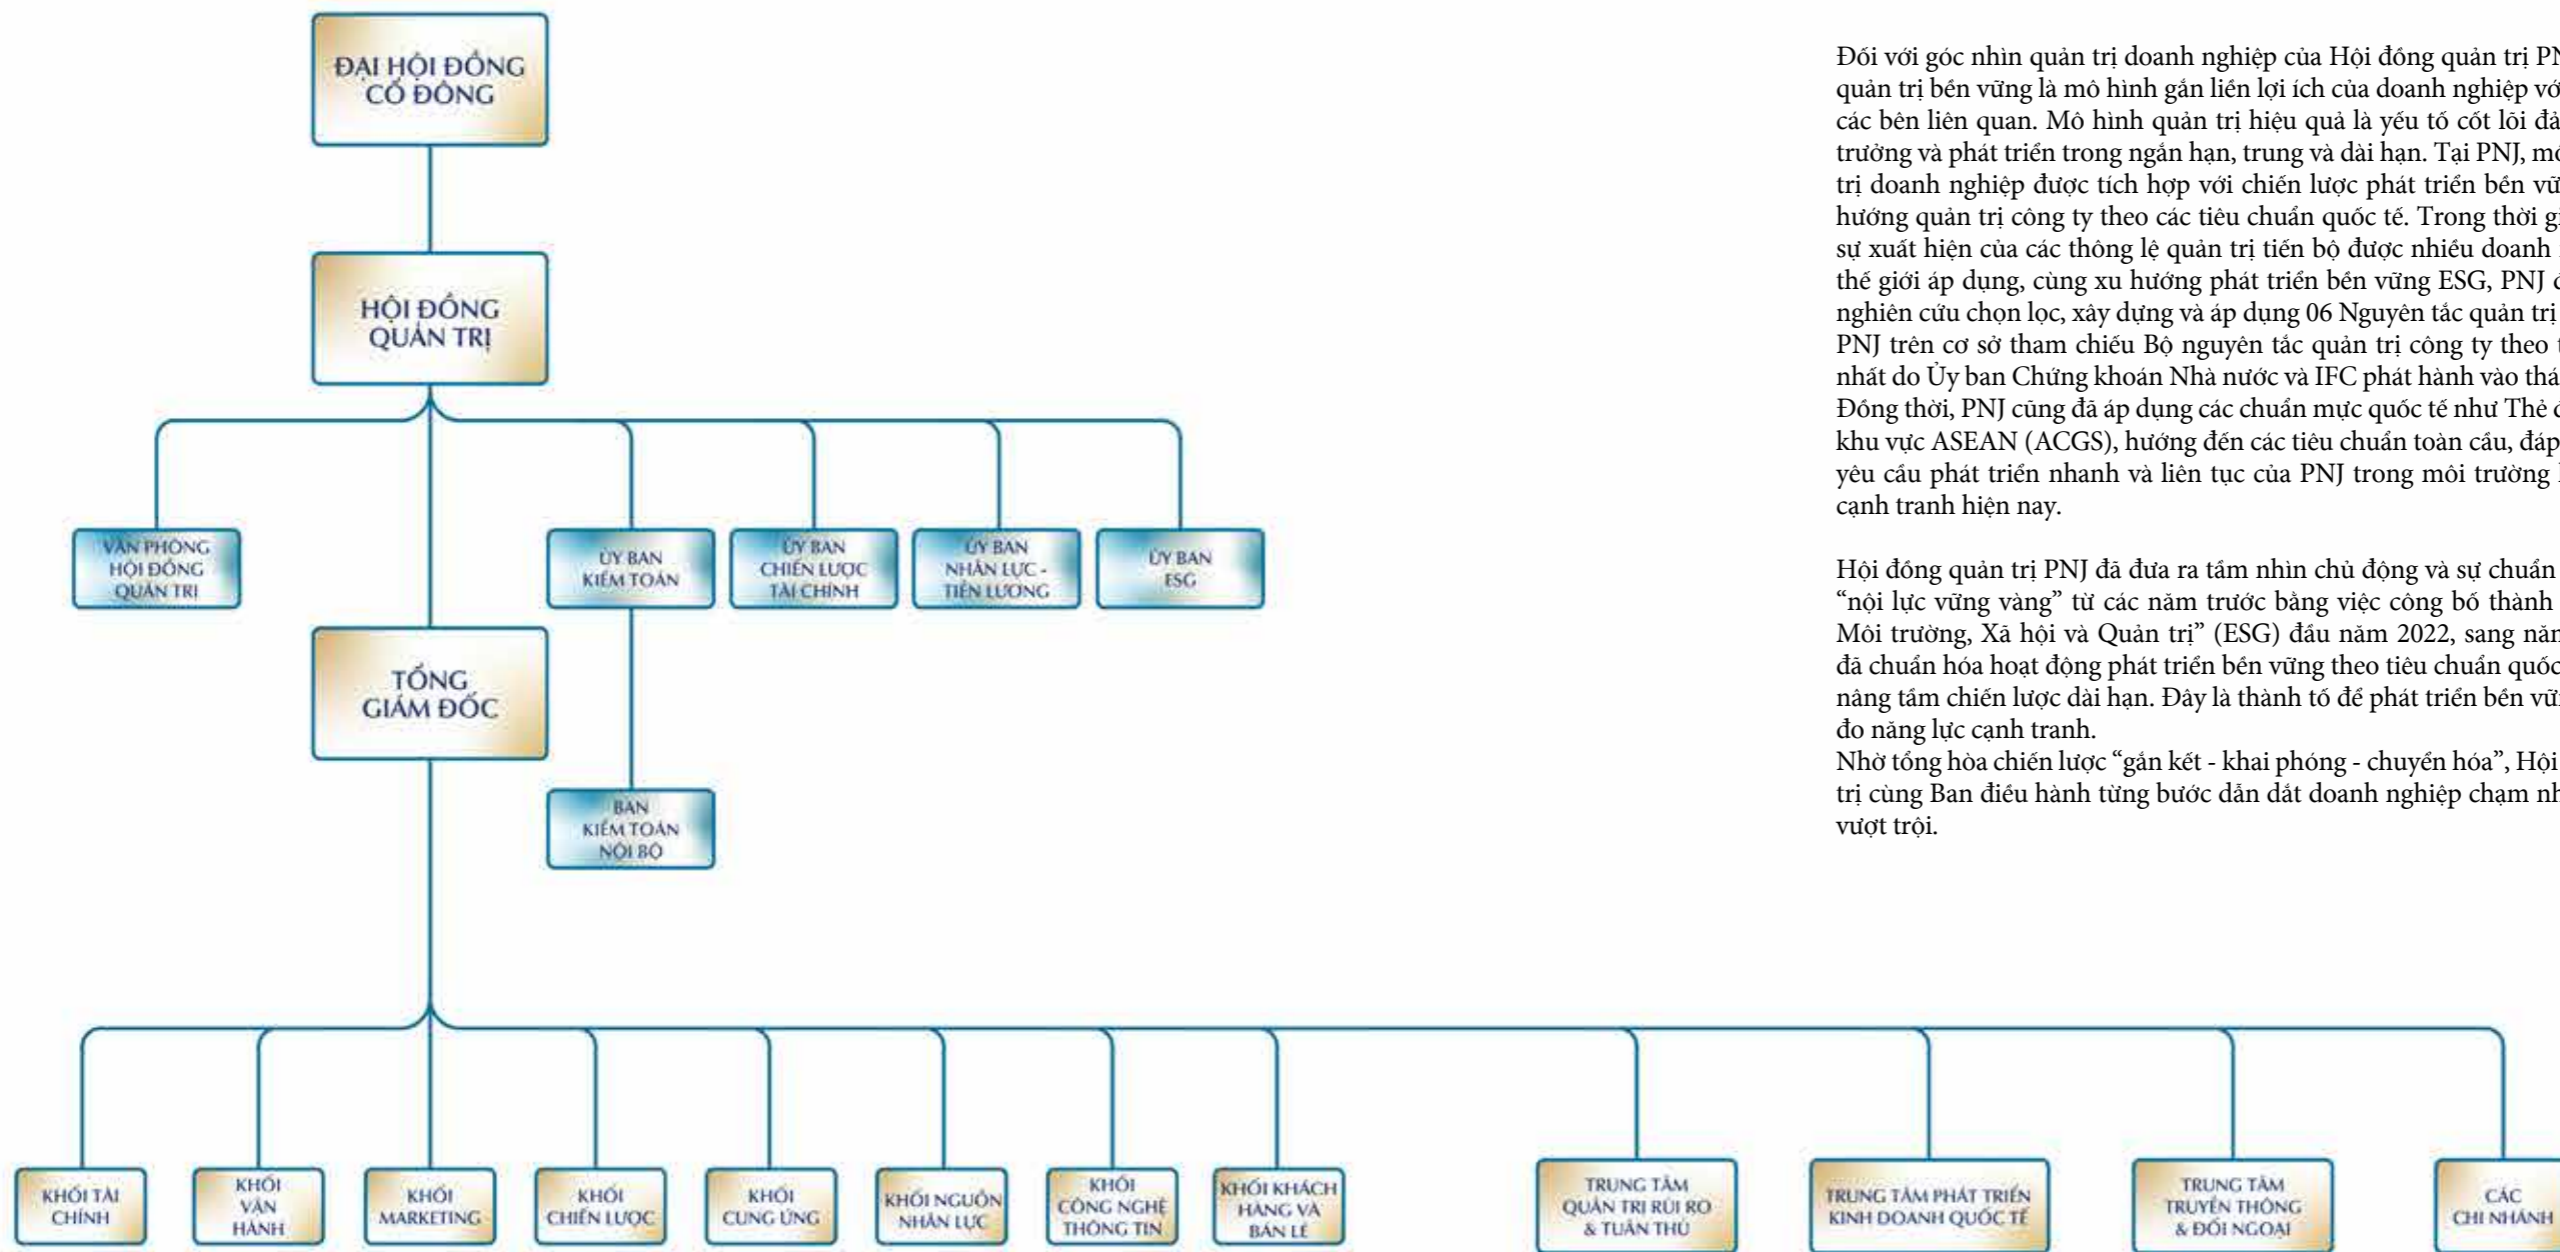 ĐẠI HỘI ĐỒNG
CỔ ĐÔNG
HỘI ĐỒNG
QUẢN TRỊ
VĂN PHÒNG
HỘI ĐỒNG
QUẢN TRỊ
ỦY BAN
KIỂM TOÁN
ỦY BAN
CHIẾN LƯỢC
TÀI CHÍNH
ỦY BAN
NHÂN LỰC -
TIỀN LƯƠNG
ỦY BAN
ESG
TỔNG
GIÁM ĐỐC
BAN
KIỂM TOÁN
NỘI BỘ
KHỐI TÀI
CHÍNH
KHỐI
VẬN
HÀNH
KHỐI
MARKETING
KHỐI
CHIẾN LƯỢC
KHỐI
CUNG ỨNG
KHỐI NGUỒN
NHÂN LỰC
KHỐI
CÔNG NGHỆ
THÔNG TIN
KHỐI KHÁCH
HÀNG VÀ
BÁN LẺ
TRUNG TÂM
QUẢN TRỊ RỦI RO
& TUÂN THỦ
TRUNG TÂM PHÁT TRIỂN
KINH DOANH QUỐC TẾ
TRUNG TÂM
TRUYỀN THÔNG
& ĐỐI NGOẠI
CÁC
CHI NHÁNH
Đối với góc nhìn quản trị doanh nghiệp của Hội đồng quản trị
quản trị bền vững là mô hình gắn liền lợi ích của doanh nghiệp
các bên liên quan. Mô hình quản trị hiệu quả là yếu tố cốt lõi
trưởng và phát triển trong ngắn hạn, trung và dài hạn. Tại PNJ,
trị doanh nghiệp được tích hợp với chiến lược phát triển bền
hướng quản trị công ty theo các tiêu chuẩn quốc tế. Trong thời
sự xuất hiện của các thông lệ quản trị tiến bộ được nhiều doanh
thế giới áp dụng, cùng xu hướng phát triển bền vững ESG, PNJ
nghiên cứu chọn lọc, xây dựng và áp dụng 06 Nguyên tắc quản trị
PNJ trên cơ sở tham chiếu Bộ nguyên tắc quản trị công ty theo
nhất do Ủy ban Chứng khoán Nhà nước và IFC phát hành vào
Đồng thời, PNJ cũng đã áp dụng các chuẩn mực quốc tế như Thẻ
khu vực ASEAN (ACGS), hướng đến các tiêu chuẩn toàn cầu, đáp
yêu cầu phát triển nhanh và liên tục của PNJ trong môi trường
cạnh tranh hiện nay.
Hội đồng quản trị PNJ đã đưa ra tầm nhìn chủ động và sự chuẩn
“nội lực vững vàng” từ các năm trước bằng việc công bố thành
Môi trường, Xã hội và Quản trị” (ESG) đầu năm 2022, sang
đã chuẩn hóa hoạt động phát triển bền vững theo tiêu chuẩn quốc
nâng tầm chiến lược dài hạn. Đây là thành tố để phát triển bền
đo năng lực cạnh tranh.
Nhờ tổng hòa chiến lược “gắn kết - khai phóng - chuyển hóa”, Hội
trị cùng Ban điều hành từng bước dẫn dắt doanh nghiệp chạm
vượt trội.